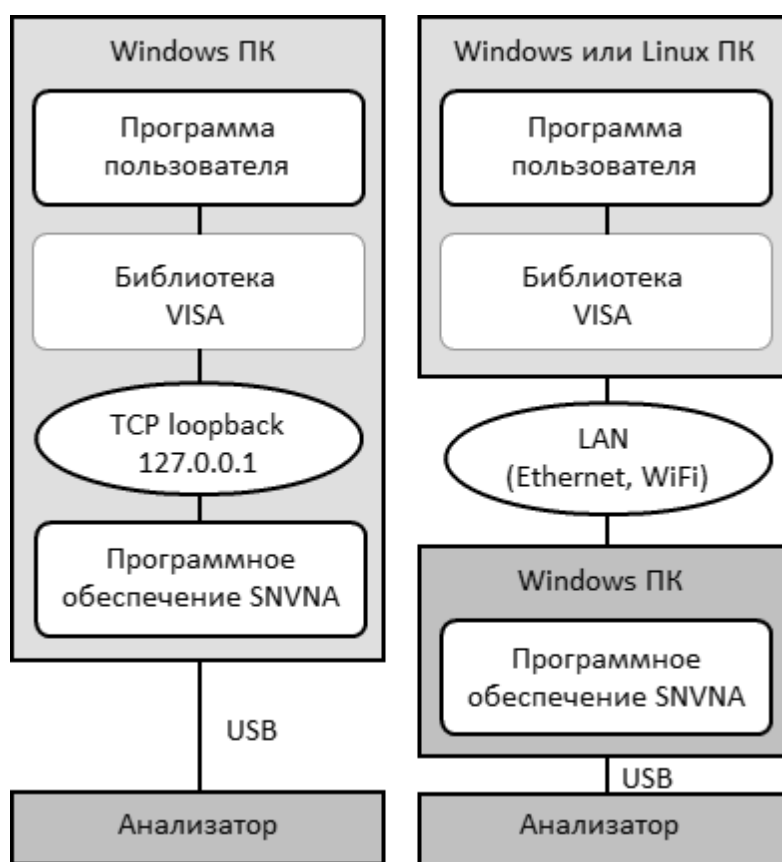 Windows ПК
Программа
пользователя
Библиотека
VISA
TCP loopback
127.0.0.1
Программное
обеспечение SNVNA
USB
Анализатор
Windows или Linux ПК
Программа
пользователя
Библиотека
VISA
LAN
(Ethernet, WiFi)
Windows ПК
Программное
обеспечение SNVNA
USB
Анализатор